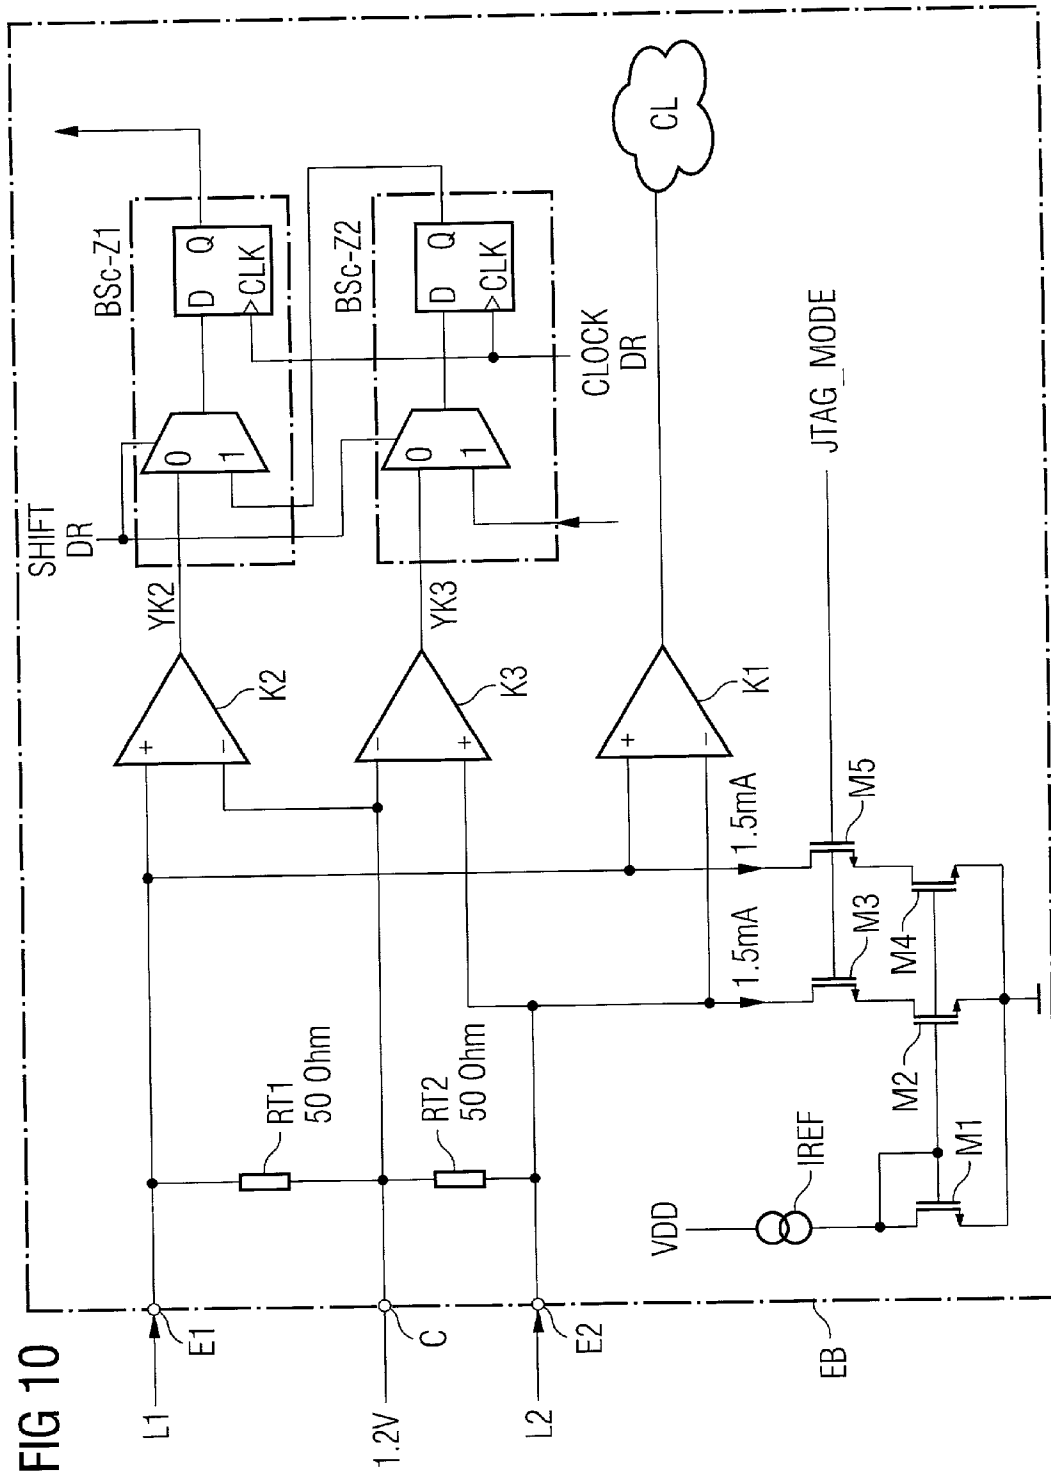 FIG 10
L1
E1
1.2V
C
L2
E2
EB
RT1
50 Ohm
RT2
50 Ohm
VDD
IREF
M1
M2
M3
M4
M5
1.5mA
1.5mA
JTAG_MODE
+
−
K2
YK2
−
+
K3
YK3
+
−
K1
SHIFT
DR
BSc-Z1
0
1
D
Q
CLK
BSc-Z2
0
1
D
Q
CLK
CLOCK
DR
CL